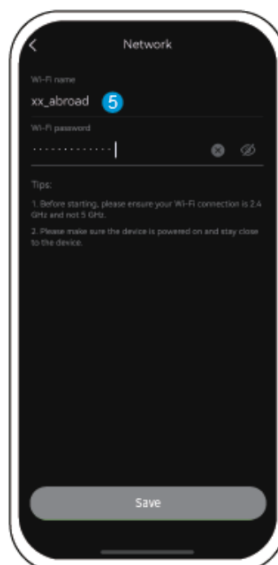 Network
Wi-Fi name
xx_abroad 5
Wi-Fi password
·············
Tips:
1. Before starting, please ensure your Wi-Fi connection is 2.4
GHz and not 5 GHz.
2. Please make sure the device is powered on and stay close
to the device.
Save